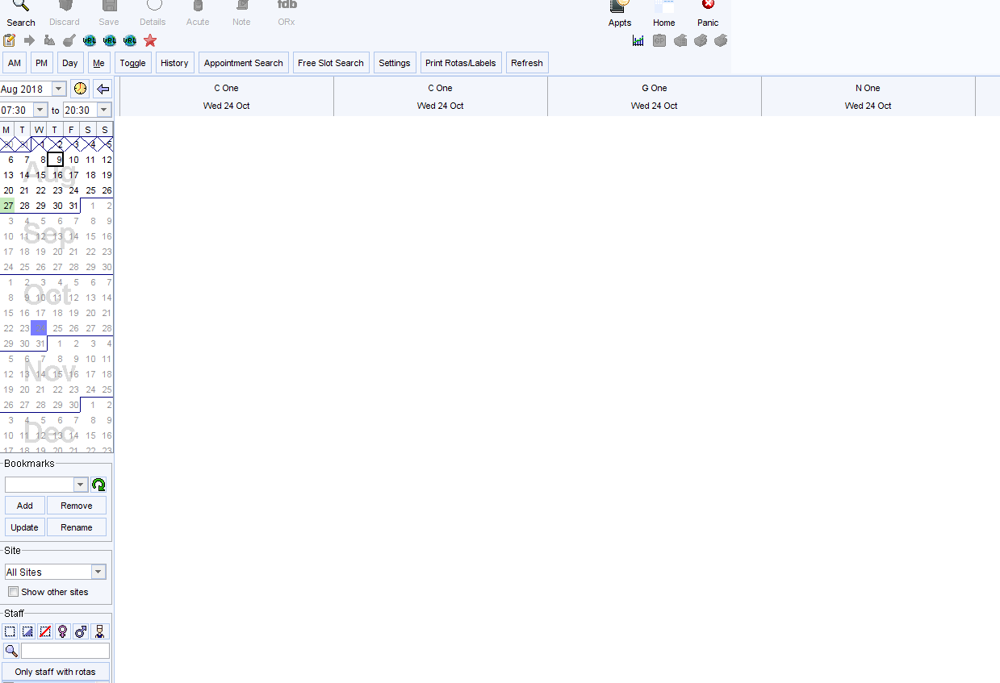 fdb
Search Discard Save Details Acute Note ORx Appts Home Panic
URL URL URL OP
AM PM Day Me Toggle History Appointment Search Free Slot Search Settings Print Rotas/Labels Refresh
Aug 2018
07:30 to 20:30
C One C One G One N One
Wed 24 Oct Wed 24 Oct Wed 24 Oct Wed 24 Oct
M T W T F S S
30 31 1 2 3 4 5
6 7 8 9 10 11 12
Aug
13 14 15 16 17 18 19
20 21 22 23 24 25 26
27 28 29 30 31 1 2
3 4 5 6 7 8 9
Sep
10 11 12 13 14 15 16
17 18 19 20 21 22 23
24 25 26 27 28 29 30
1 2 3 4 5 6 7
Oct
8 9 10 11 12 13 14
15 16 17 18 19 20 21
22 23 24 25 26 27 28
29 30 31 1 2 3 4
5 6 7 8 9 10 11
Nov
12 13 14 15 16 17 18
19 20 21 22 23 24 25
26 27 28 29 30 1 2
3 4 5 6 7 8 9
Dec
10 11 12 13 14 15 16
17 18 19 20 21 22 23
Bookmarks
Add Remove
Update Rename
Site
All Sites
Show other sites
Staff
Only staff with rotas